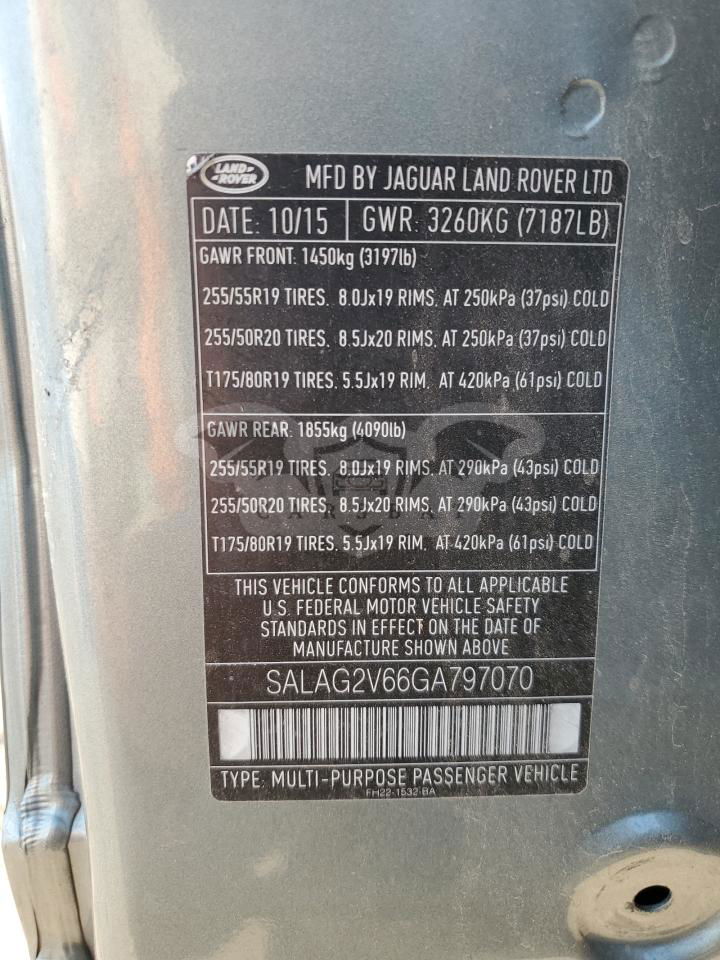 LAND ROVER
MFD BY JAGUAR LAND ROVER LTD
DATE: 10/15 GWR: 3260KG (7187LB)
GAWR FRONT: 1450kg (3197lb)
255/55R19 TIRES, 8.0Jx19 RIMS, AT 250kPa (37psi) COLD
255/50R20 TIRES, 8.5Jx20 RIMS, AT 250kPa (37psi) COLD
T175/80R19 TIRES, 5.5Jx19 RIM, AT 420kPa (61psi) COLD
GAWR REAR: 1855kg (4090lb)
255/55R19 TIRES, 8.0Jx19 RIMS, AT 290kPa (43psi) COLD
255/50R20 TIRES, 8.5Jx20 RIMS, AT 290kPa (43psi) COLD
T175/80R19 TIRES, 5.5Jx19 RIM, AT 420kPa (61psi) COLD
THIS VEHICLE CONFORMS TO ALL APPLICABLE
U.S. FEDERAL MOTOR VEHICLE SAFETY
STANDARDS IN EFFECT ON THE DATE OF
MANUFACTURE SHOWN ABOVE
SALAG2V66GA797070
TYPE: MULTI-PURPOSE PASSENGER VEHICLE
FH22-1532-BA